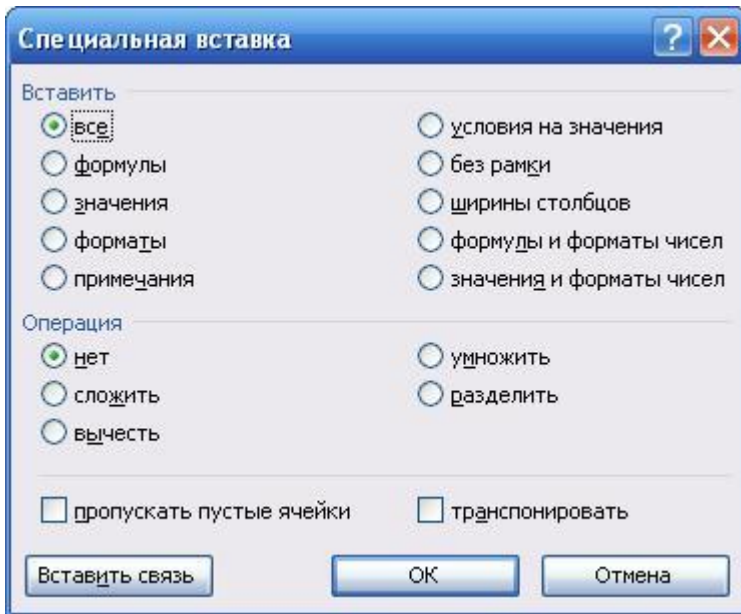 Специальная вставка
Вставить
все
условия на значения
формулы
без рамки
значения
ширины столбцов
форматы
формулы и форматы чисел
примечания
значения и форматы чисел
Операция
нет
умножить
сложить
разделить
вычесть
пропускать пустые ячейки
транспонировать
Вставить связь
ОК
Отмена